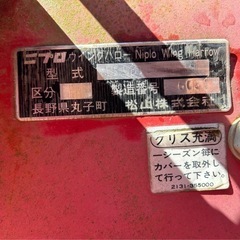 ニプロ ウイングハロー Niplo Wing Harrow
型式
区分 製造番号
長野県丸子町 松山株式会社
グリス充満
一シーズン毎に
カバーを取外し
て行って下さい。
2131-355000